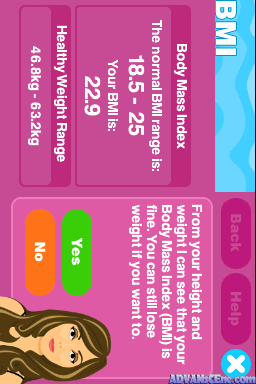 BMI
Body Mass Index
The normal BMI range is:
18.5 - 25
Your BMI is:
22.9
Healthy Weight Range
46.8kg - 63.2kg
Back
Help
From your height and
weight I can see that your
Body Mass Index (BMI) is
fine. You can still lose
weight if you want to.
Yes
No
ADVANsCEne.com